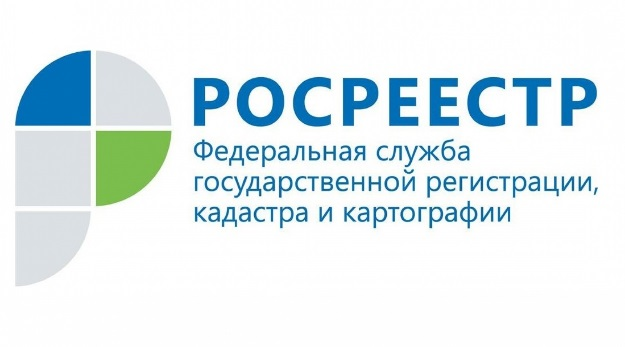 РОСРЕЕСТР
Федеральная служба
государственной регистрации,
кадастра и картографии